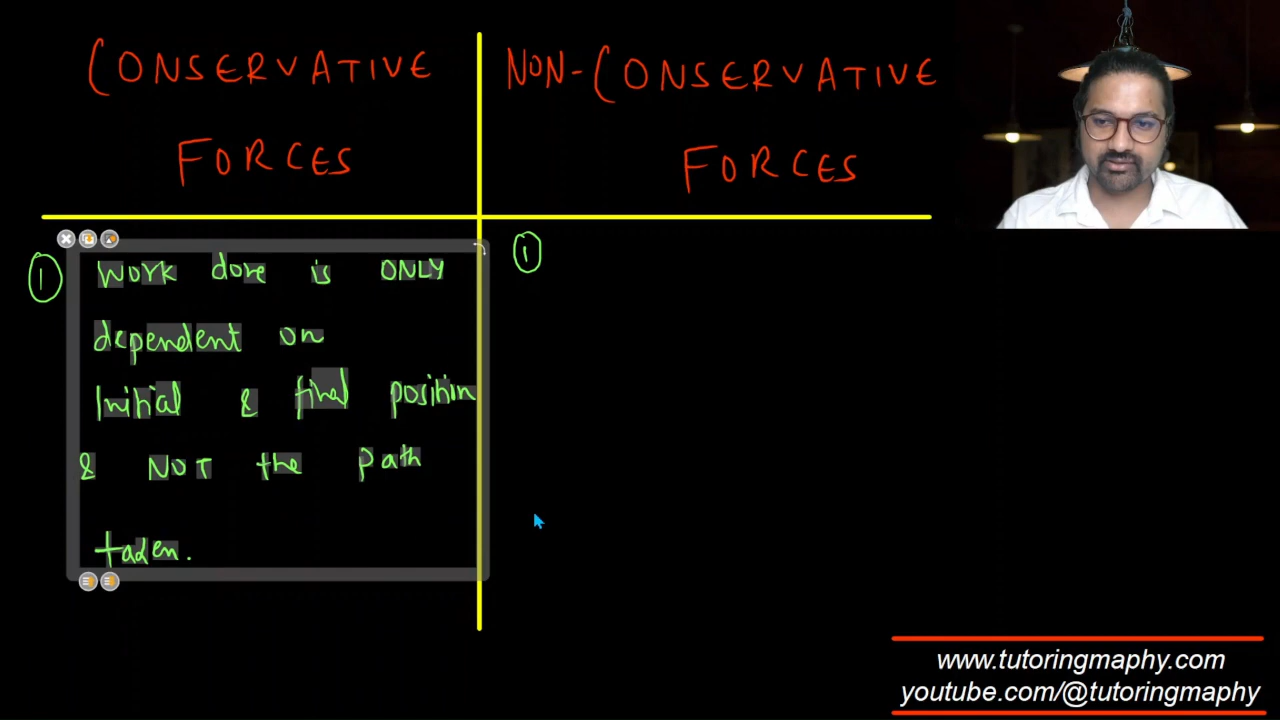 CONSERVATIVE
FORCES
NON-CONSERVATIVE
FORCES
① Work done is ONLY
dependent on
Initial & final position
& NOT the path
taken.
①
www.tutoringmaphy.com
youtube.com/@tutoringmaphy